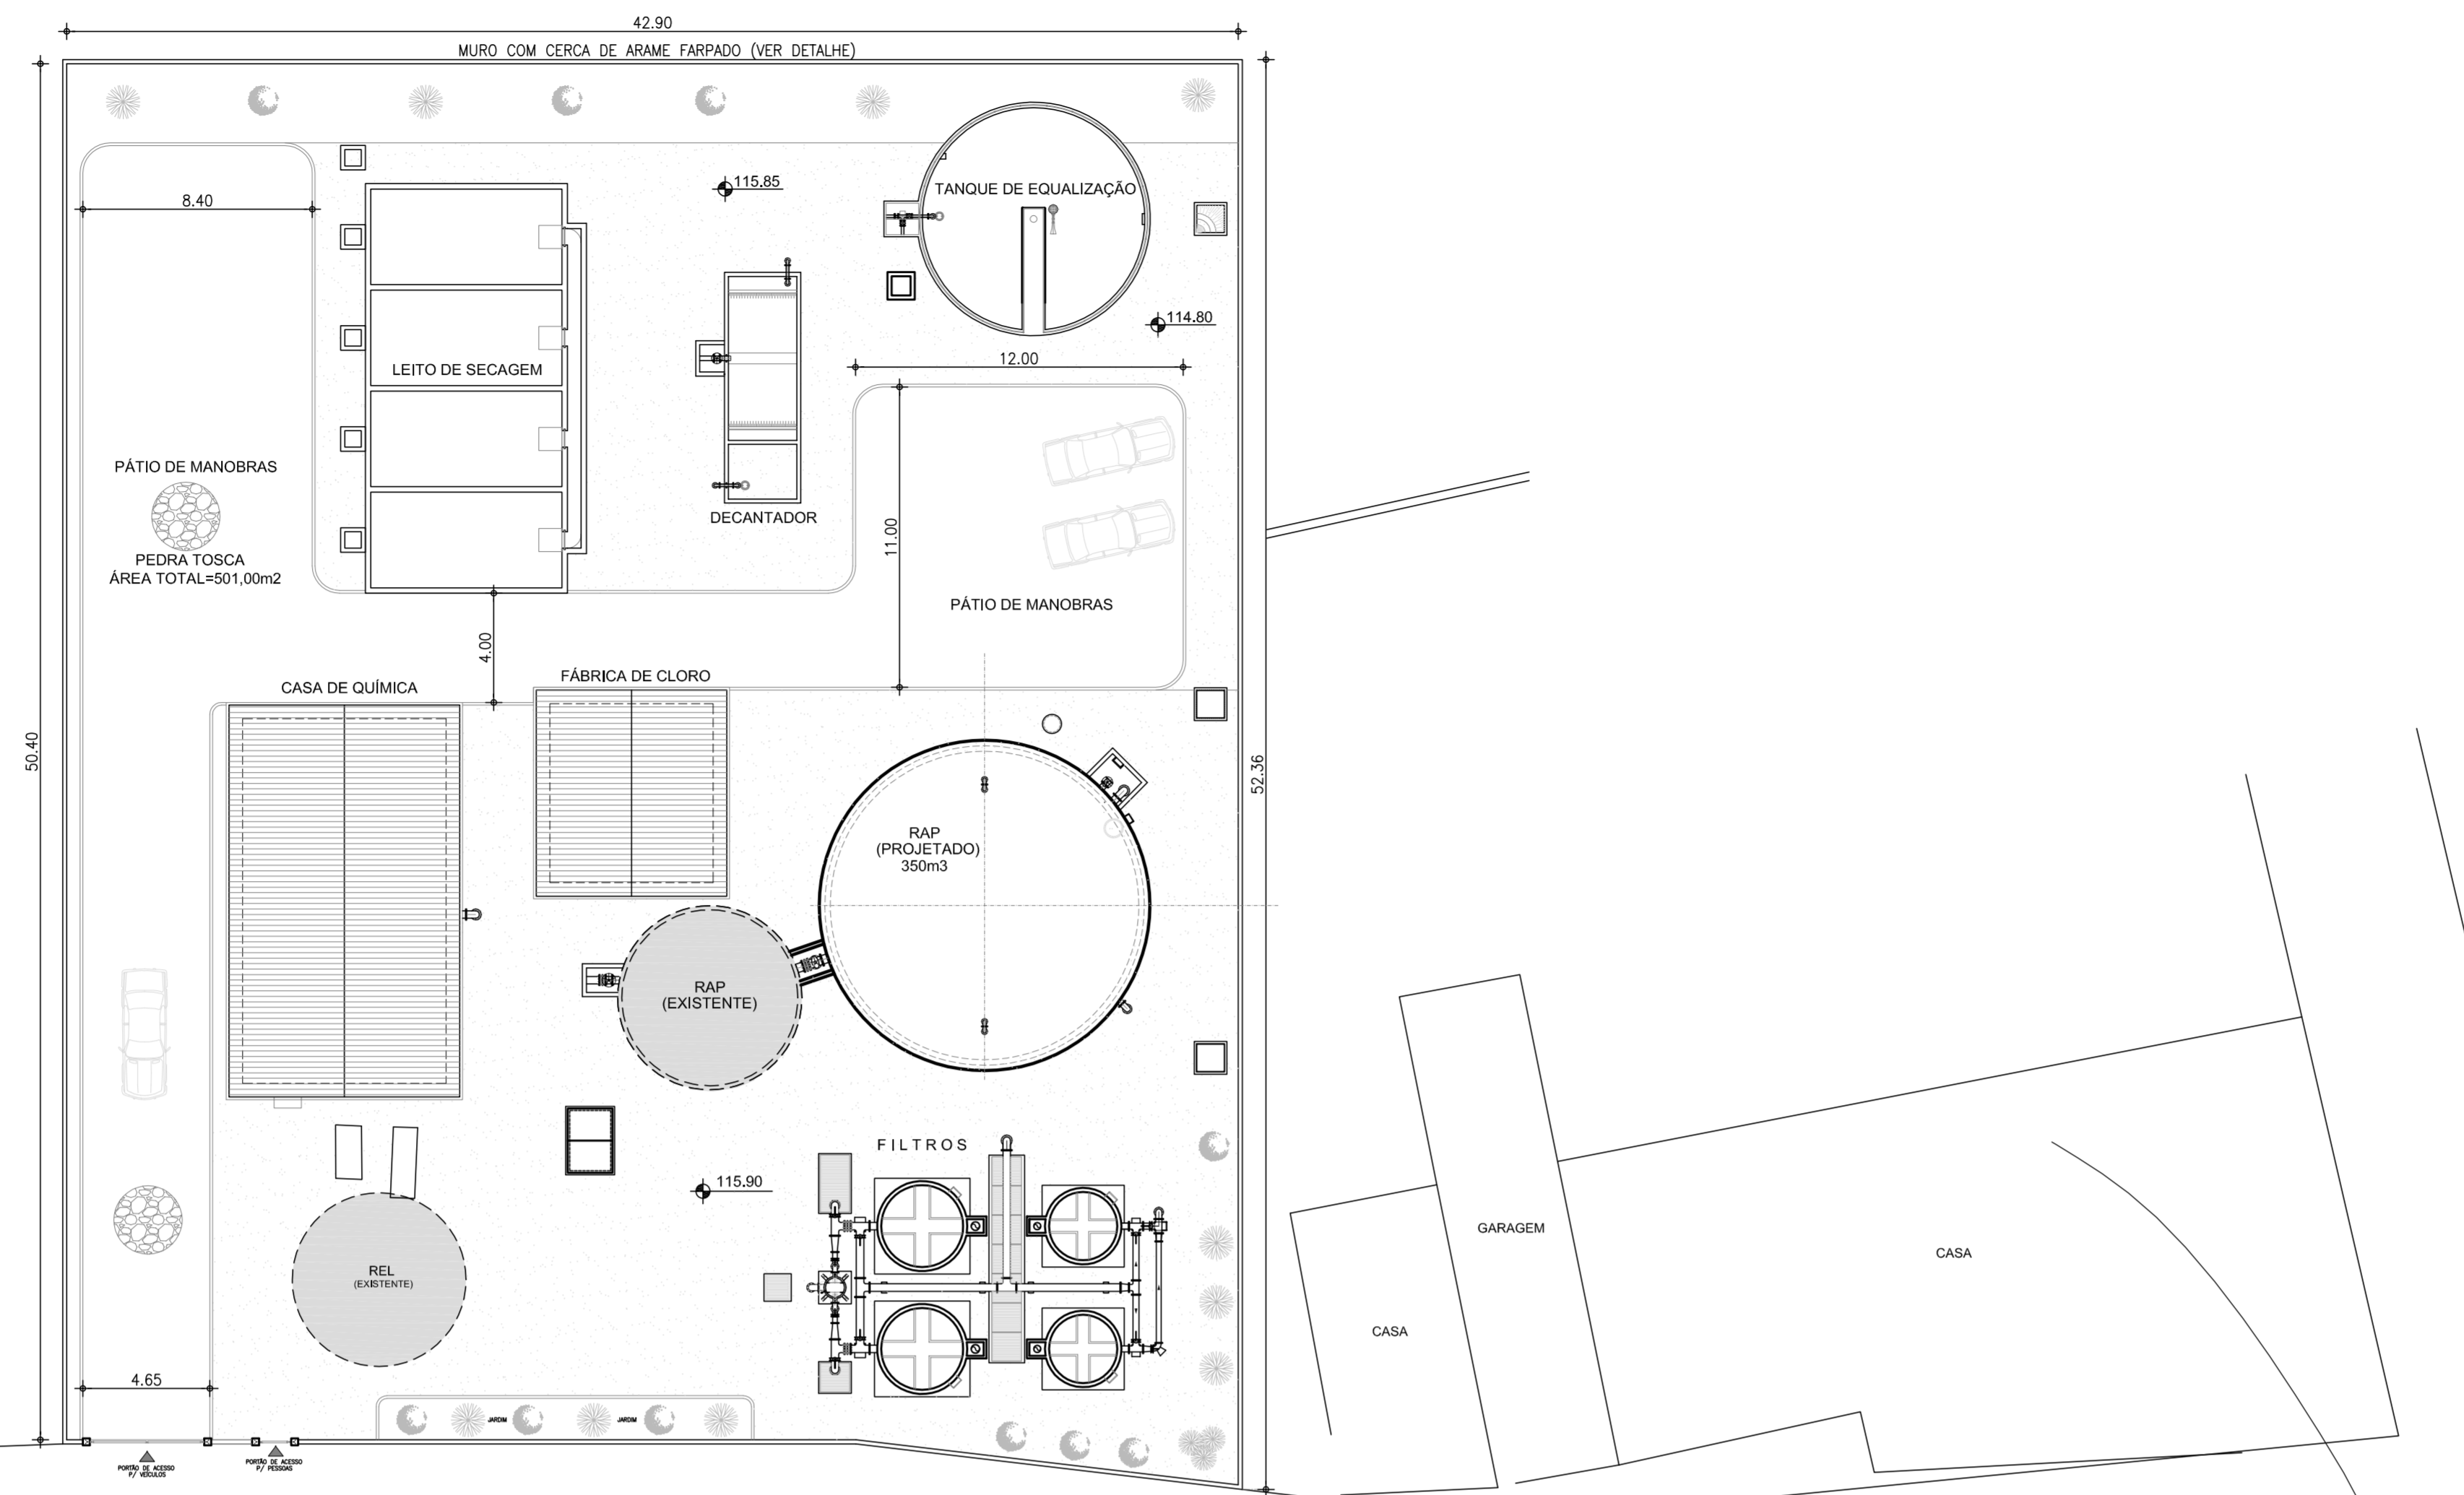 42.90
MURO COM CERCA DE ARAME FARPADO (VER DETALHE)
115.85
TANQUE DE EQUALIZAÇÃO
8.40
114.80
12.00
LEITO DE SECAGEM
PÁTIO DE MANOBRAS
DECANTADOR
11.00
PEDRA TOSCA
ÁREA TOTAL=501,00m2
PÁTIO DE MANOBRAS
4.00
FÁBRICA DE CLORO
CASA DE QUÍMICA
50.40
52.36
RAP
(PROJETADO)
350m3
RAP
(EXISTENTE)
FILTROS
115.90
GARAGEM
CASA
REL
(EXISTENTE)
CASA
4.65
JARDIM
JARDIM
PORTÃO DE ACESSO
P/ VEÍCULOS
PORTÃO DE ACESSO
P/ PESSOAS